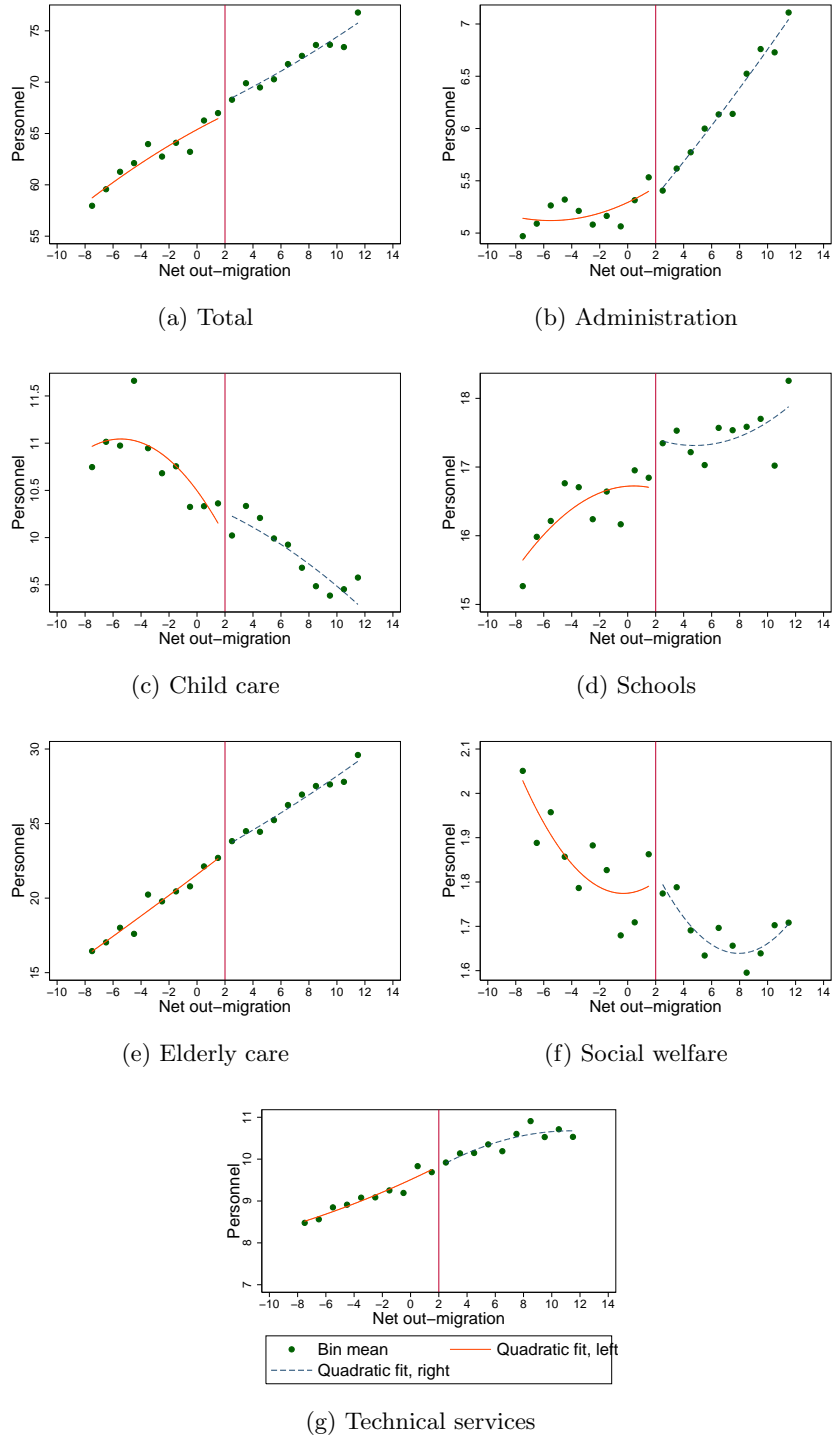 75
70
65
60
55
Personnel
−10 −8 −6 −4 −2 0 2 4 6 8 10 12 14
Net out−migration
(a) Total
7
6.5
6
5.5
5
Personnel
−10 −8 −6 −4 −2 0 2 4 6 8 10 12 14
Net out−migration
(b) Administration
11.5
11
10.5
10
9.5
Personnel
−10 −8 −6 −4 −2 0 2 4 6 8 10 12 14
Net out−migration
(c) Child care
18
17
16
15
Personnel
−10 −8 −6 −4 −2 0 2 4 6 8 10 12 14
Net out−migration
(d) Schools
30
25
20
15
Personnel
−10 −8 −6 −4 −2 0 2 4 6 8 10 12 14
Net out−migration
(e) Elderly care
2.1
2
1.9
1.8
1.7
1.6
Personnel
−10 −8 −6 −4 −2 0 2 4 6 8 10 12 14
Net out−migration
(f) Social welfare
11
10
9
8
7
Personnel
−10 −8 −6 −4 −2 0 2 4 6 8 10 12 14
Net out−migration
Bin mean Quadratic fit, left
Quadratic fit, right
(g) Technical services